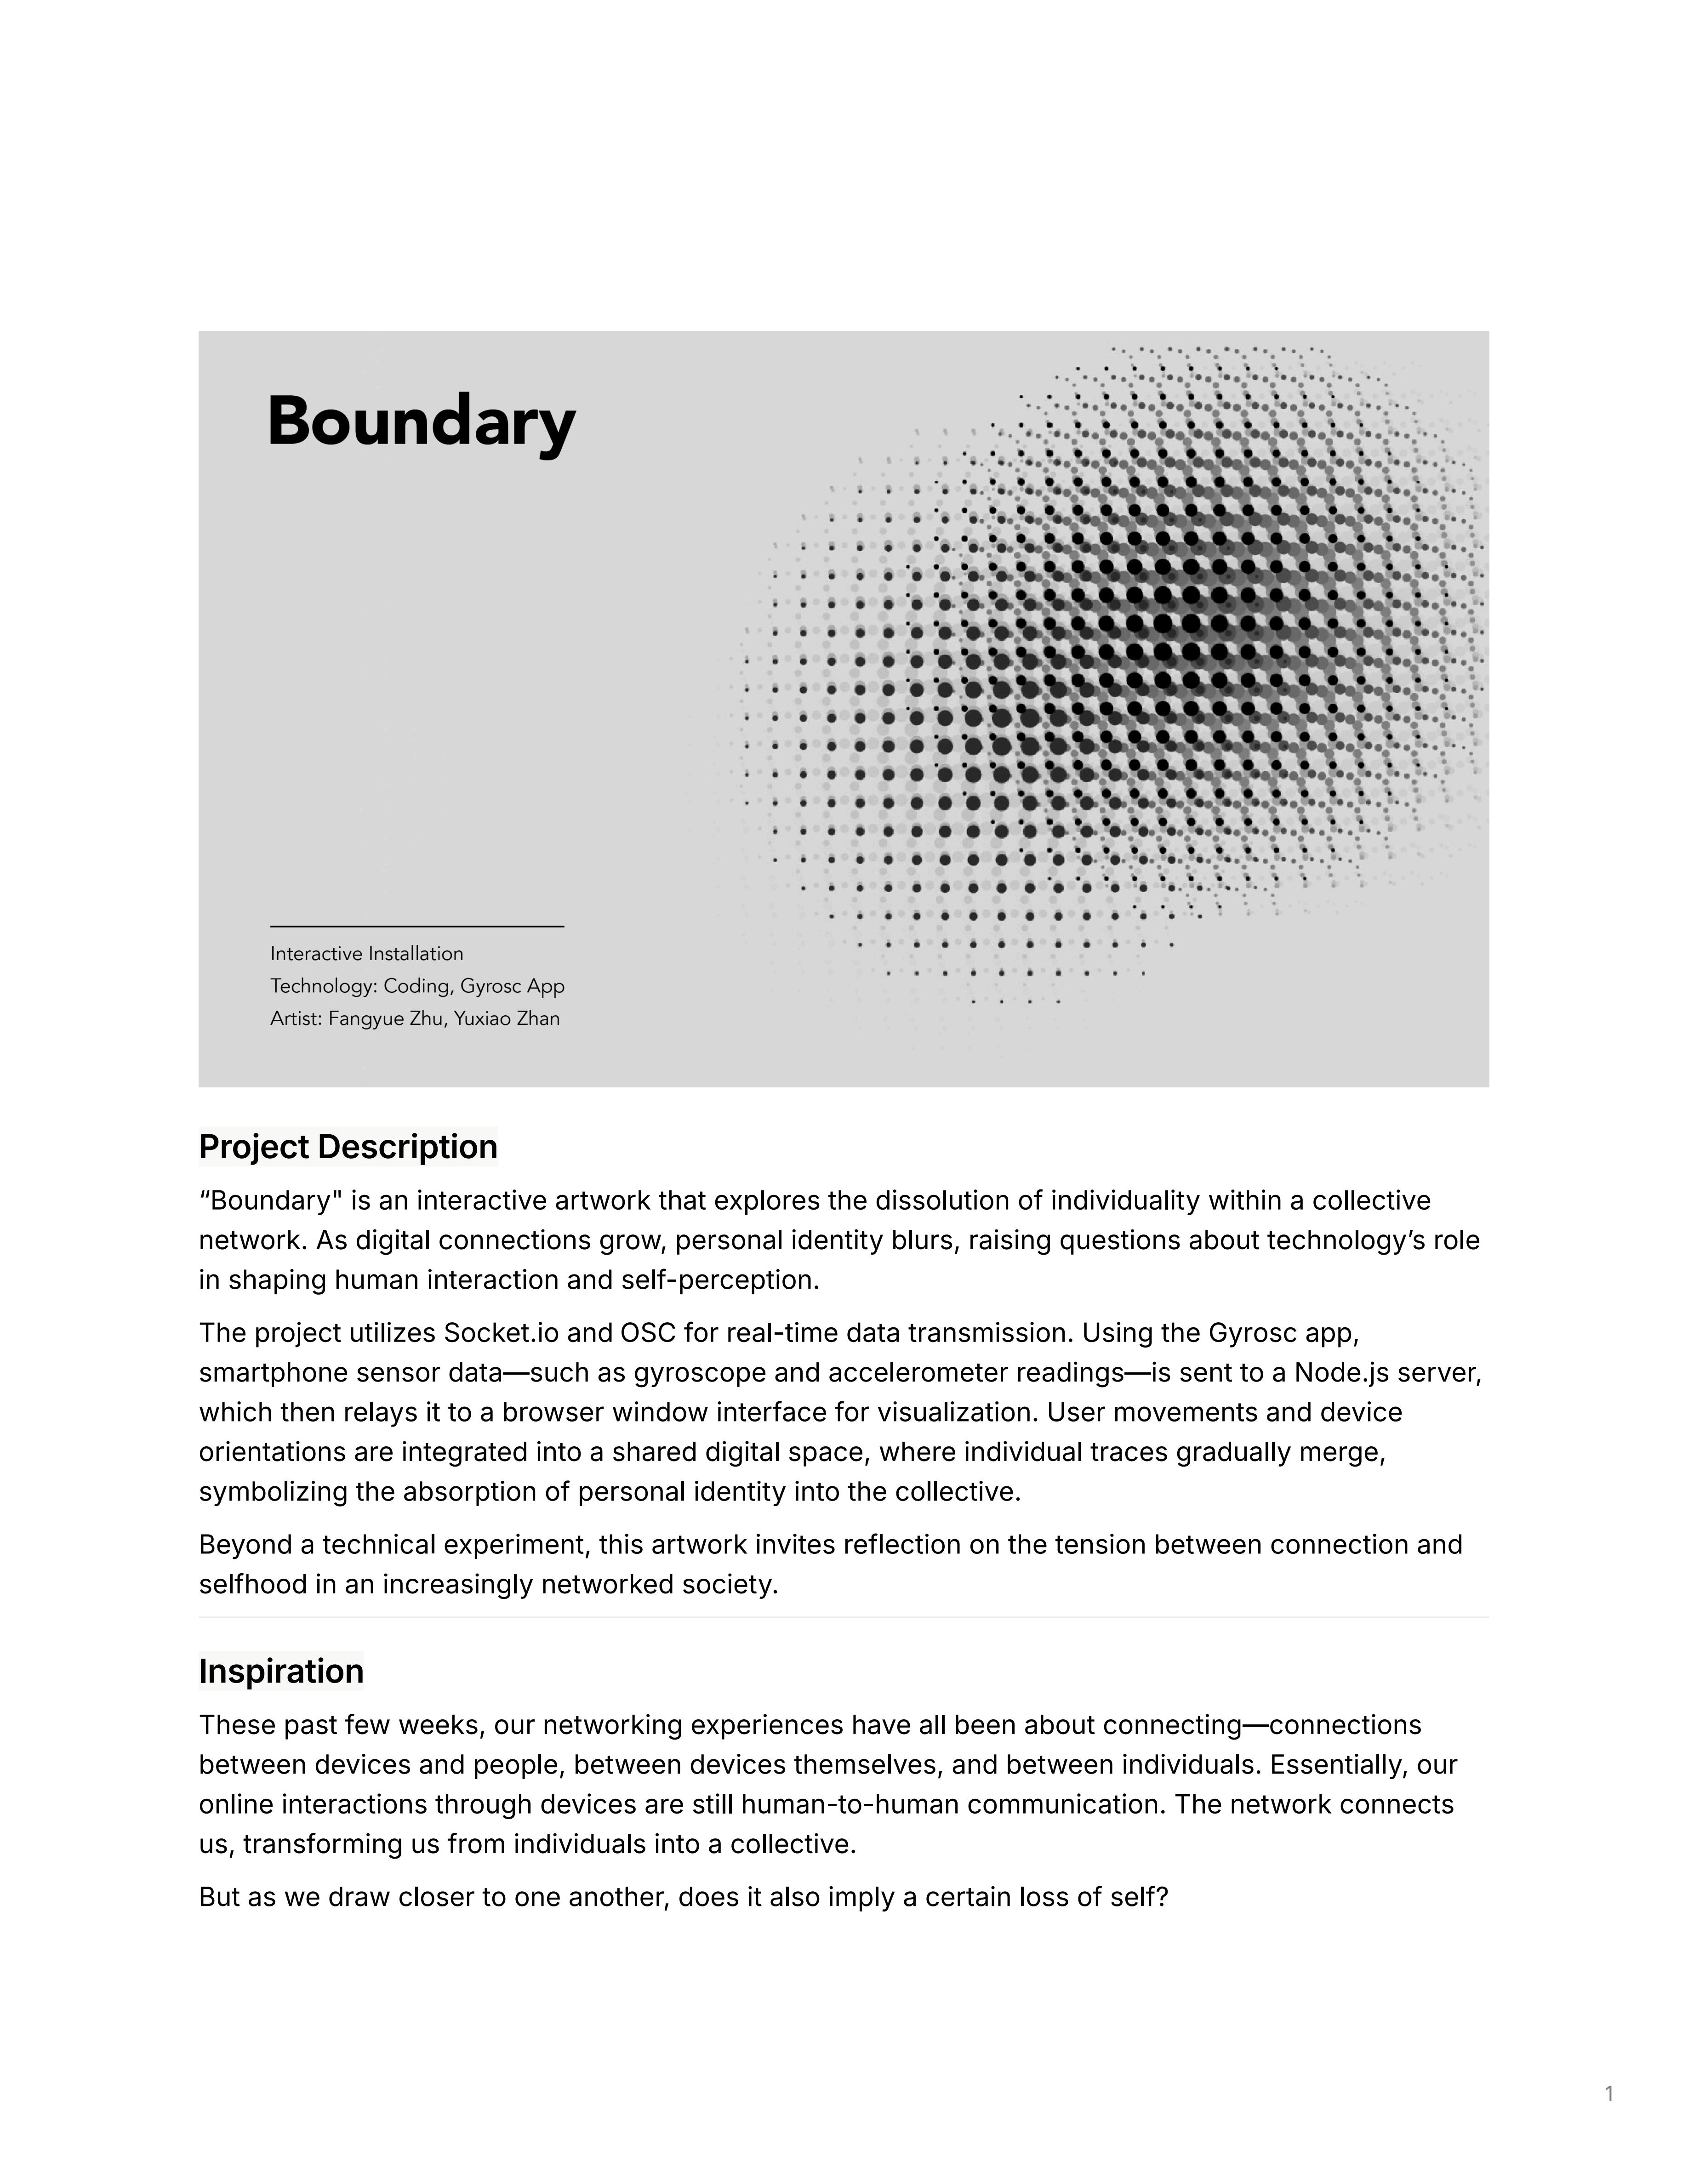 Boundary
Interactive Installation
Technology: Coding, Gyrosc App
Artist: Fangyue Zhu, Yuxiao Zhan
Project Description
“Boundary" is an interactive artwork that explores the dissolution of individuality within a collective
network. As digital connections grow, personal identity blurs, raising questions about technology’s role
in shaping human interaction and self-perception.
The project utilizes Socket.io and OSC for real-time data transmission. Using the Gyrosc app,
smartphone sensor data—such as gyroscope and accelerometer readings—is sent to a Node.js server,
which then relays it to a browser window interface for visualization. User movements and device
orientations are integrated into a shared digital space, where individual traces gradually merge,
symbolizing the absorption of personal identity into the collective.
Beyond a technical experiment, this artwork invites reflection on the tension between connection and
selfhood in an increasingly networked society.
Inspiration
These past few weeks, our networking experiences have all been about connecting—connections
between devices and people, between devices themselves, and between individuals. Essentially, our
online interactions through devices are still human-to-human communication. The network connects
us, transforming us from individuals into a collective.
But as we draw closer to one another, does it also imply a certain loss of self?
1